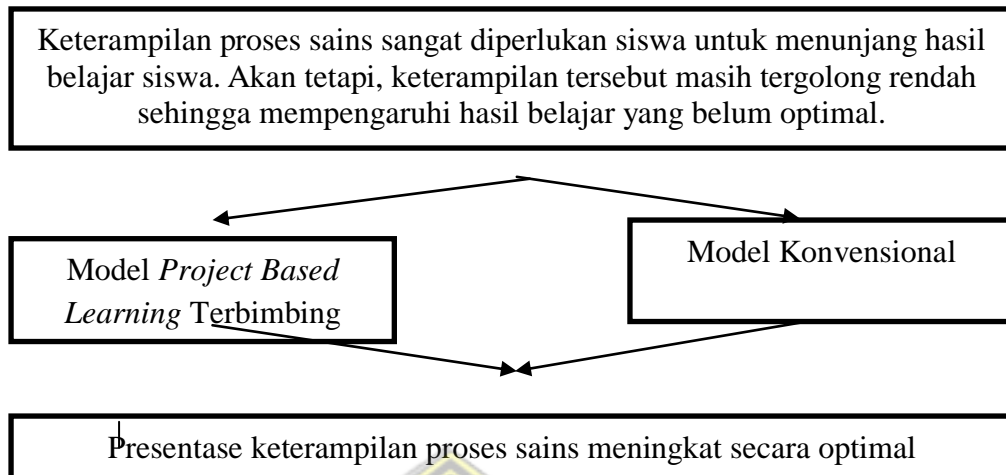 Keterampilan proses sains sangat diperlukan siswa untuk menunjang hasil
belajar siswa. Akan tetapi, keterampilan tersebut masih tergolong rendah
sehingga mempengaruhi hasil belajar yang belum optimal.
Model Project Based
Learning Terbimbing
Model Konvensional
Presentase keterampilan proses sains meningkat secara optimal